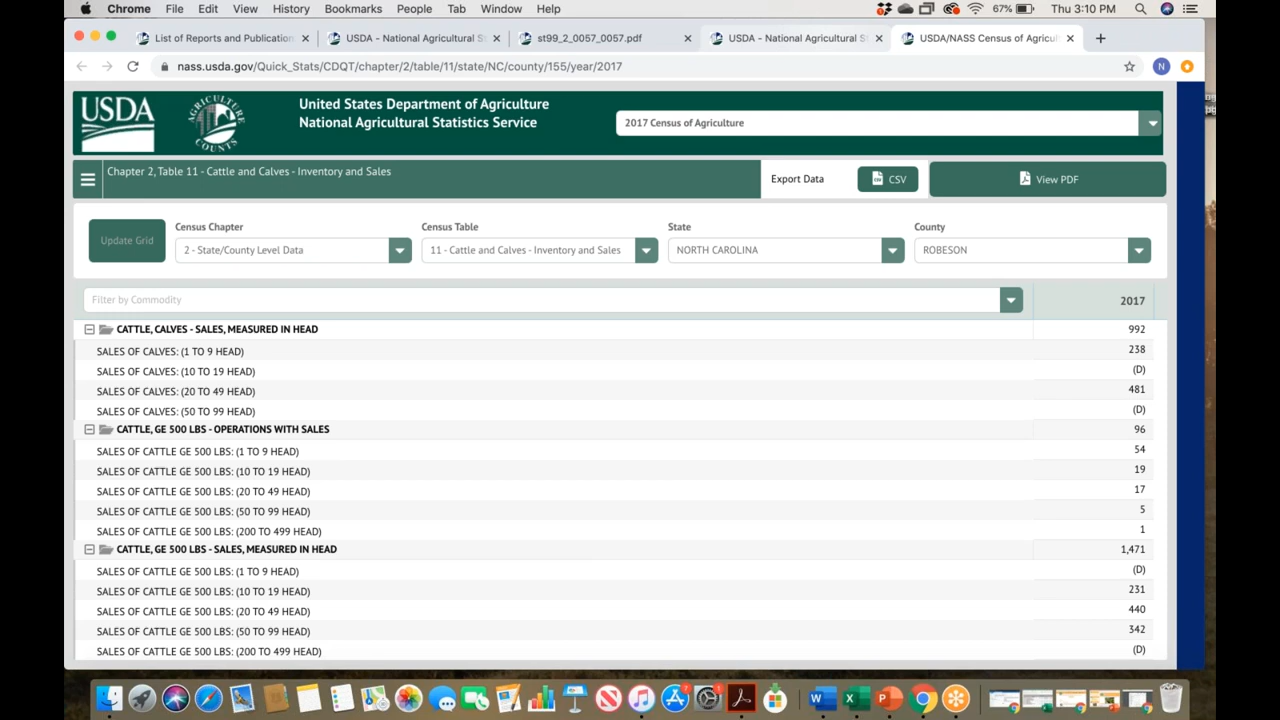 Chrome File Edit View History Bookmarks People Tab Window Help 67% Thu 3:10 PM
List of Reports and Publication
USDA - National Agricultural S
st99_2_0057_0057.pdf
USDA - National Agricultural S
USDA/NASS Census of Agricul
nass.usda.gov/Quick_Stats/CDQT/chapter/2/table/11/state/NC/county/155/year/2017
N
USDA
AGRICULTURE COUNTS
United States Department of Agriculture
National Agricultural Statistics Service
2017 Census of Agriculture
Chapter 2, Table 11 - Cattle and Calves - Inventory and Sales
Export Data
CSV
View PDF
Update Grid
Census Chapter
2 - State/County Level Data
Census Table
11 - Cattle and Calves - Inventory and Sales
State
NORTH CAROLINA
County
ROBESON
Filter by Commodity 2017
CATTLE, CALVES - SALES, MEASURED IN HEAD 992
SALES OF CALVES: (1 TO 9 HEAD) 238
SALES OF CALVES: (10 TO 19 HEAD) (D)
SALES OF CALVES: (20 TO 49 HEAD) 481
SALES OF CALVES: (50 TO 99 HEAD) (D)
CATTLE, GE 500 LBS - OPERATIONS WITH SALES 96
SALES OF CATTLE GE 500 LBS: (1 TO 9 HEAD) 54
SALES OF CATTLE GE 500 LBS: (10 TO 19 HEAD) 19
SALES OF CATTLE GE 500 LBS: (20 TO 49 HEAD) 17
SALES OF CATTLE GE 500 LBS: (50 TO 99 HEAD) 5
SALES OF CATTLE GE 500 LBS: (200 TO 499 HEAD) 1
CATTLE, GE 500 LBS - SALES, MEASURED IN HEAD 1,471
SALES OF CATTLE GE 500 LBS: (1 TO 9 HEAD) (D)
SALES OF CATTLE GE 500 LBS: (10 TO 19 HEAD) 231
SALES OF CATTLE GE 500 LBS: (20 TO 49 HEAD) 440
SALES OF CATTLE GE 500 LBS: (50 TO 99 HEAD) 342
SALES OF CATTLE GE 500 LBS: (200 TO 499 HEAD) (D)